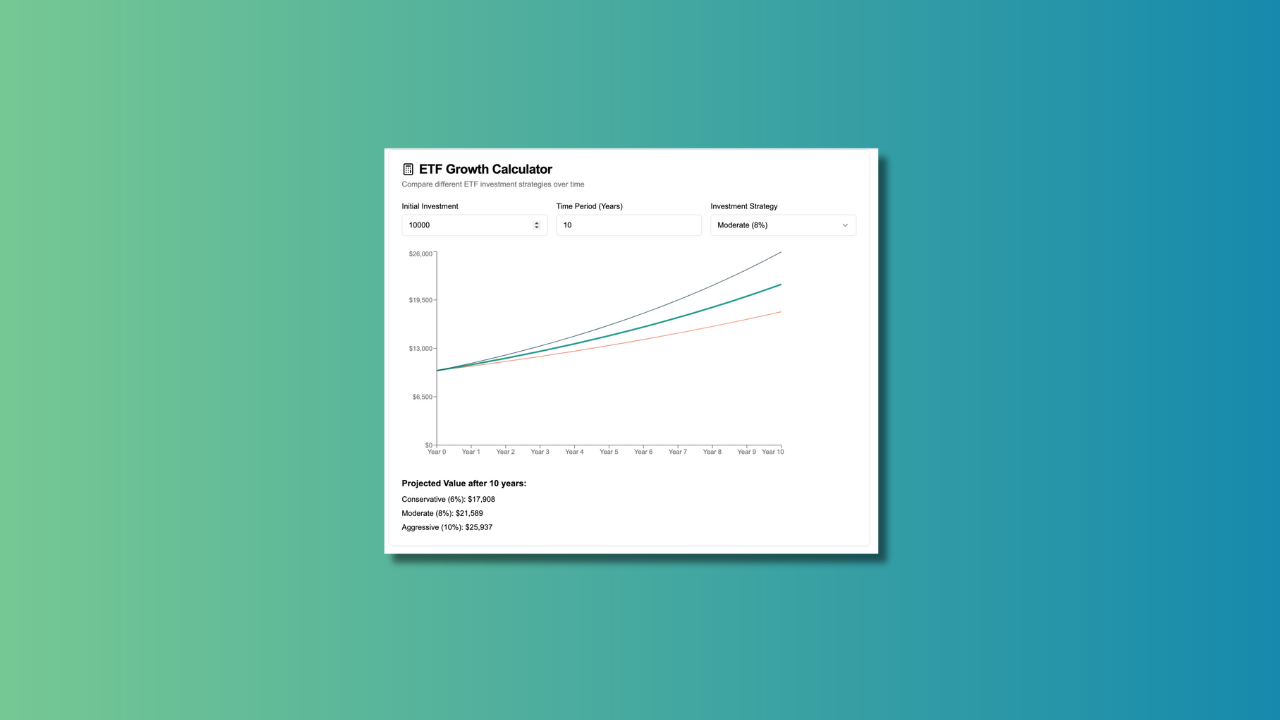 ETF Growth Calculator
Compare different ETF investment strategies over time
Initial Investment
Time Period (Years)
Investment Strategy
10000
10
Moderate (8%)
$26,000
$19,500
$13,000
$6,500
$0
Year 0 Year 1 Year 2 Year 3 Year 4 Year 5 Year 6 Year 7 Year 8 Year 9 Year 10
Projected Value after 10 years:
Conservative (6%): $17,908
Moderate (8%): $21,589
Aggressive (10%): $25,937